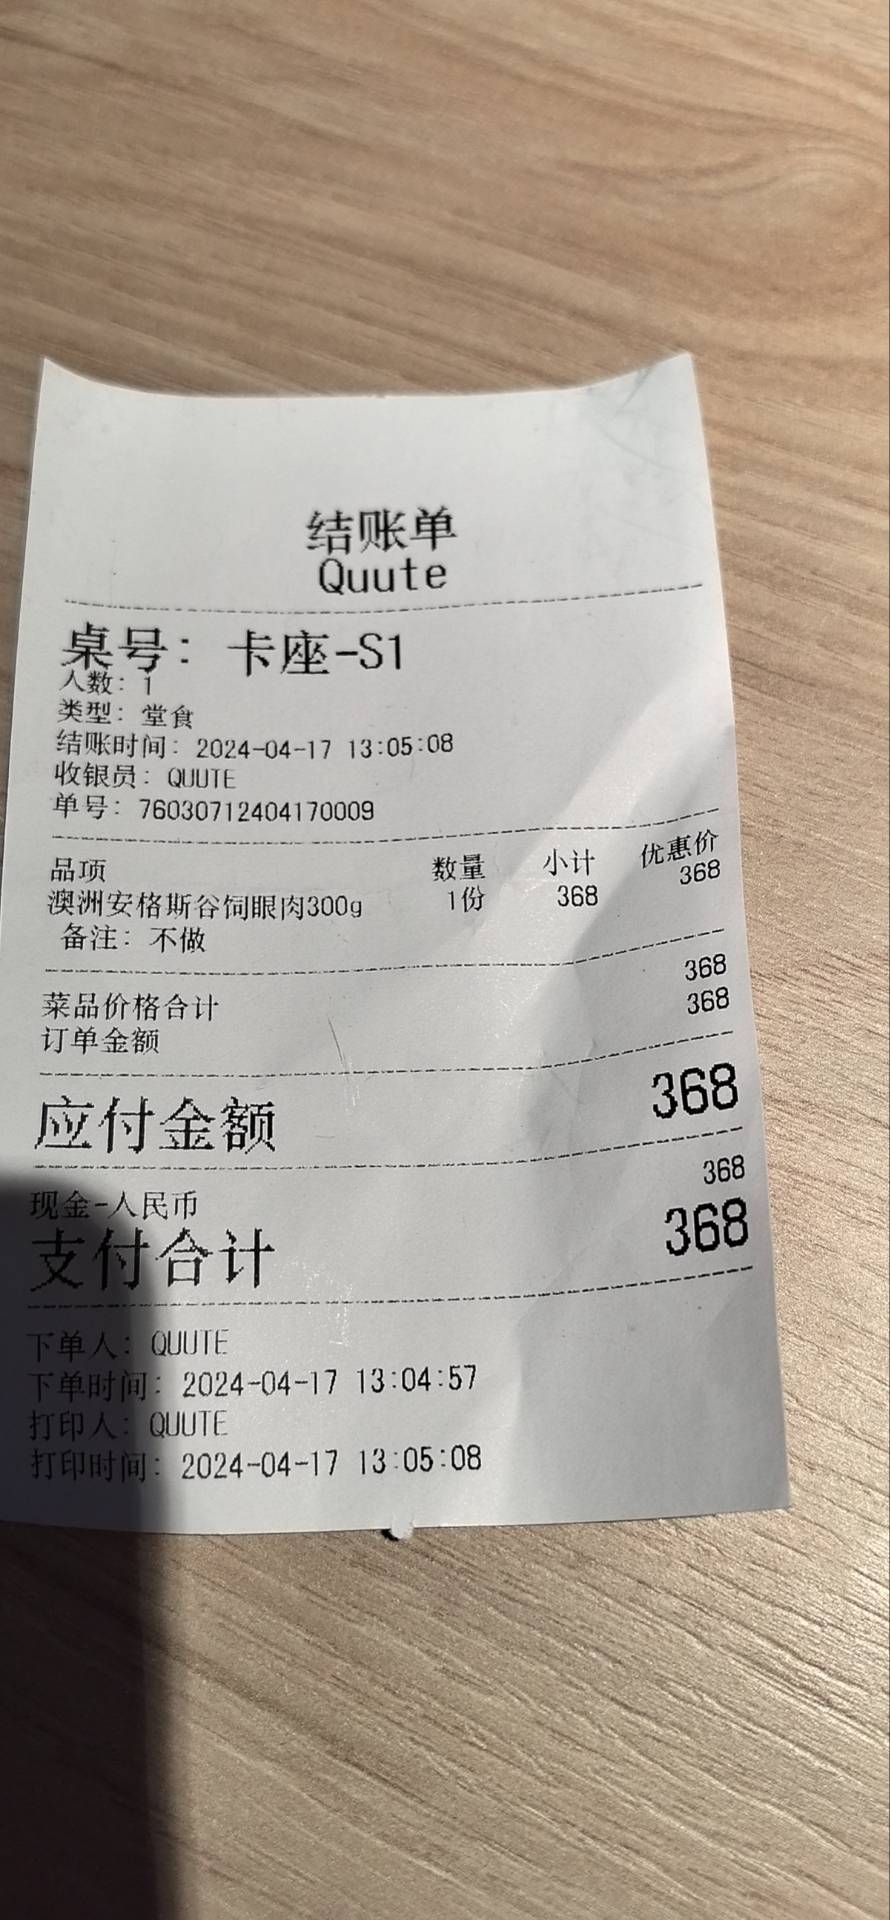 结账单
Quute
桌号: 卡座-S1
人数: 1
类型: 堂食
结账时间: 2024-04-17 13:05:08
收银员: QUUTE
单号: 76030712404170009
品项 数量 小计 优惠价
澳洲安格斯谷饲眼肉300g 1份 368 368
备注: 不做
菜品价格合计 368
订单金额 368
应付金额 368
现金-人民币 368
支付合计 368
下单人: QUUTE
下单时间: 2024-04-17 13:04:57
打印人: QUUTE
打印时间: 2024-04-17 13:05:08